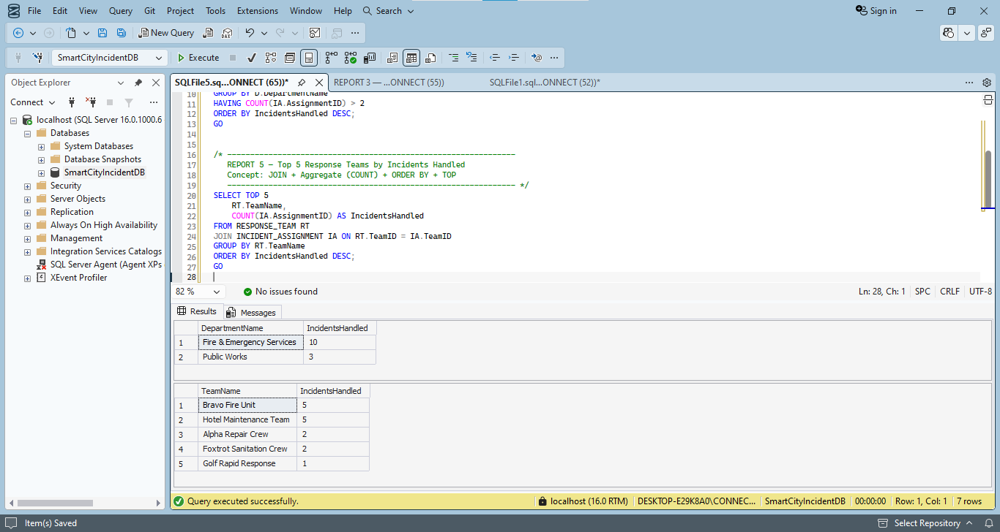 File Edit View Query Git Project Tools Extensions Window Help Search Sign in
New Query DAX
SmartCityIncidentDB Execute
Object Explorer
Connect
localhost (SQL Server 16.0.1000.6
Databases
System Databases
Database Snapshots
SmartCityIncidentDB
Security
Server Objects
Replication
Always On High Availability
Management
Integration Services Catalogs
SQL Server Agent (Agent XPs
XEvent Profiler
SQLFile5.sq...ONNECT (65))* REPORT 3 — ...ONNECT (55)) SQLFile1.sql...ONNECT (52))*
10 GROUP BY D.DepartmentName
11 HAVING COUNT(IA.AssignmentID) > 2
12 ORDER BY IncidentsHandled DESC;
13 GO
14
15
16 /* ---------------------------------------------------------------
17 REPORT 5 — Top 5 Response Teams by Incidents Handled
18 Concept: JOIN + Aggregate (COUNT) + ORDER BY + TOP
19 --------------------------------------------------------------- */
20 SELECT TOP 5
21 RT.TeamName,
22 COUNT(IA.AssignmentID) AS IncidentsHandled
23 FROM RESPONSE_TEAM RT
24 JOIN INCIDENT_ASSIGNMENT IA ON RT.TeamID = IA.TeamID
25 GROUP BY RT.TeamName
26 ORDER BY IncidentsHandled DESC;
27 GO
28
82 % No issues found Ln: 28, Ch: 1 SPC CRLF UTF-8
Results Messages
DepartmentName IncidentsHandled
1 Fire & Emergency Services 10
2 Public Works 3
TeamName IncidentsHandled
1 Bravo Fire Unit 5
2 Hotel Maintenance Team 5
3 Alpha Repair Crew 2
4 Foxtrot Sanitation Crew 2
5 Golf Rapid Response 1
Query executed successfully. localhost (16.0 RTM) DESKTOP-E29K8A0\CONNEC... SmartCityIncidentDB 00:00:00 Row: 1, Col: 1 7 rows
Item(s) Saved Select Repository